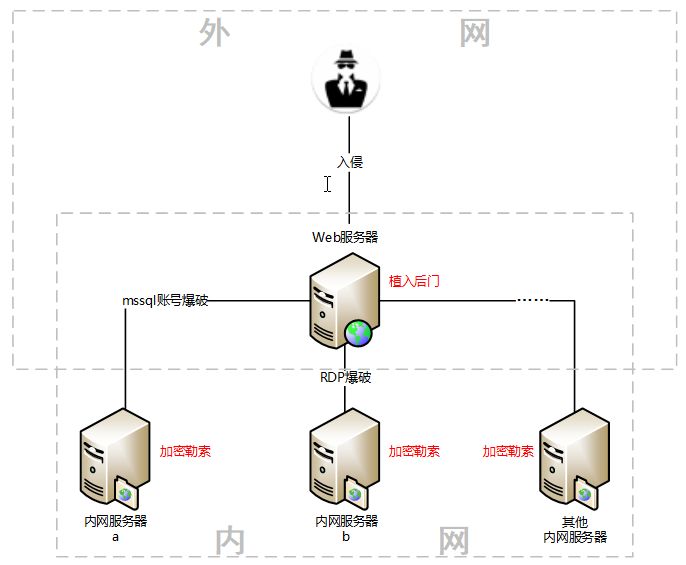 外 网
入侵
Web服务器
植入后门
mssql账号爆破
······
RDP爆破
加密勒索
加密勒索
加密勒索
内网服务器
a
内网服务器
b
其他
内网服务器
内 网